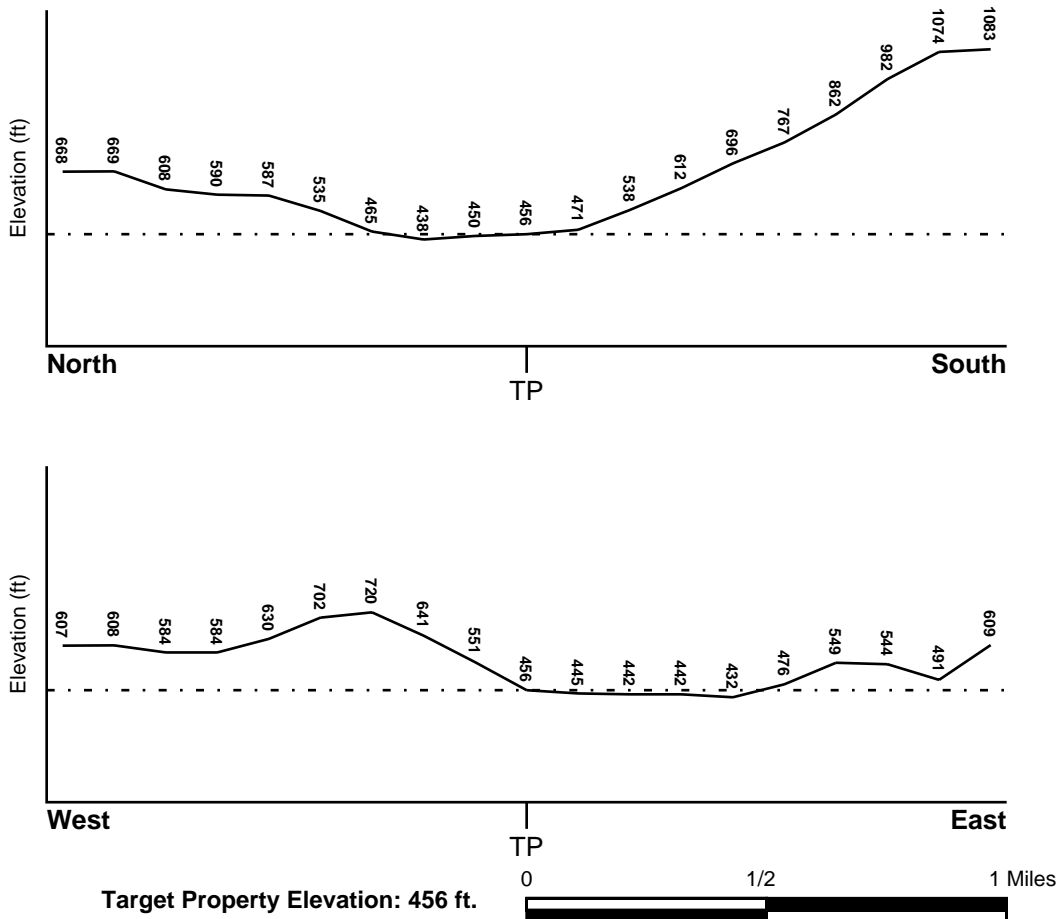 Elevation (ft)
668 669 608 590 587 535 465 438 450 456 471 538 612 696 767 862 982 1074 1083
North South
TP
Elevation (ft)
607 608 584 584 630 702 720 641 551 456 445 442 442 432 476 549 544 491 609
West East
TP
Target Property Elevation: 456 ft.
0 1/2 1 Miles